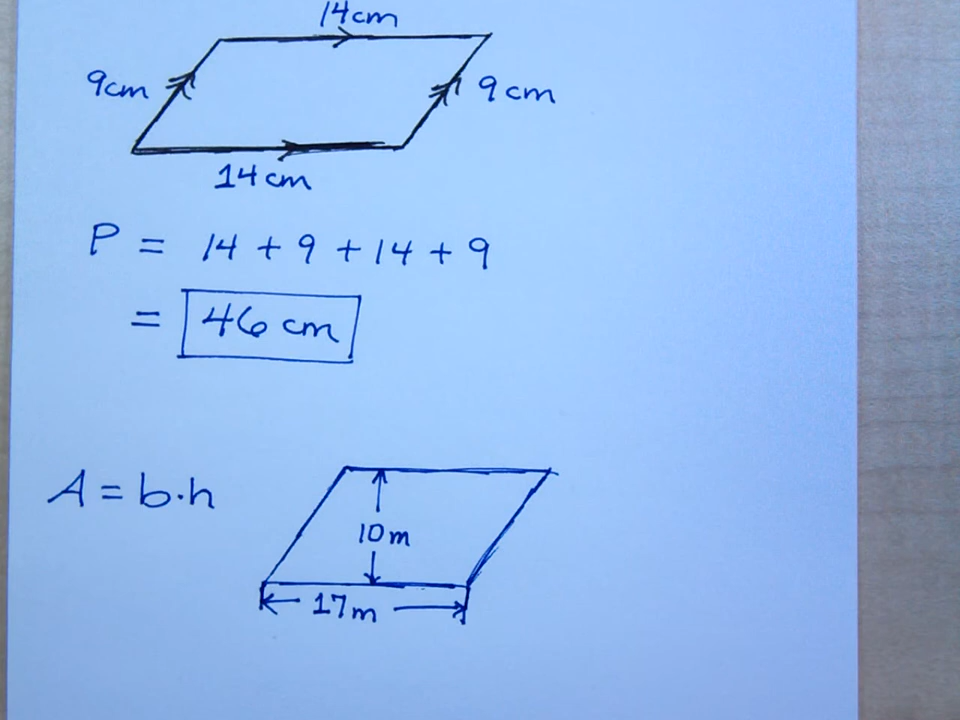 14cm
9cm 9cm
14cm
P = 14 + 9 + 14 + 9
= 46 cm
A = b·h
10m
17m